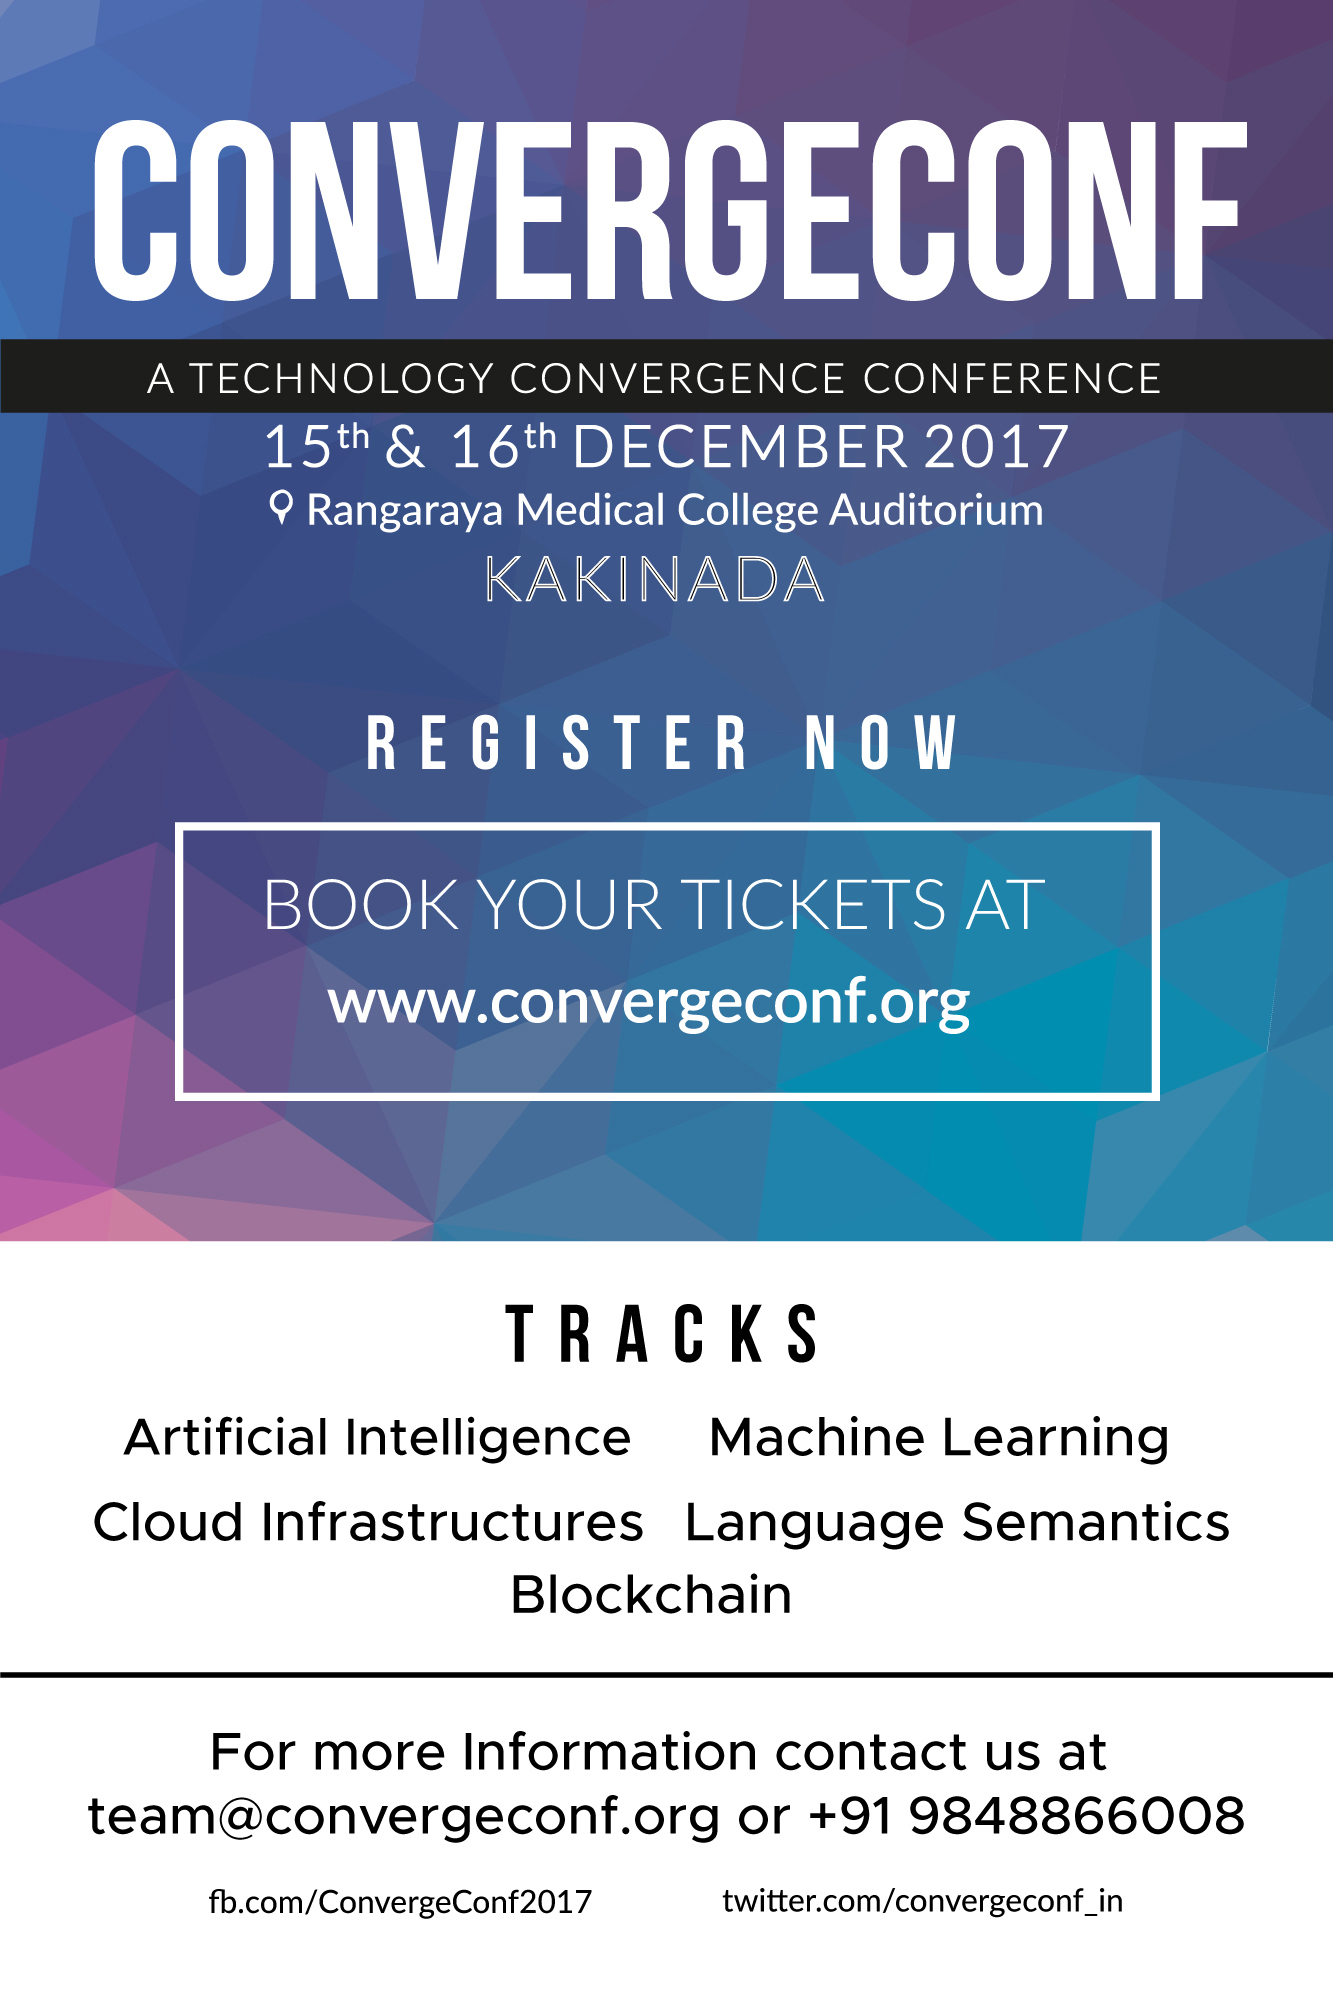 CONVERGECONF
A TECHNOLOGY CONVERGENCE CONFERENCE
15th & 16th DECEMBER 2017
Rangaraya Medical College Auditorium
KAKINADA
REGISTER NOW
BOOK YOUR TICKETS AT
www.convergeconf.org
TRACKS
Artificial Intelligence Machine Learning
Cloud Infrastructures Language Semantics
Blockchain
For more Information contact us at
team@convergeconf.org or +91 9848866008
fb.com/ConvergeConf2017 twitter.com/convergeconf_in